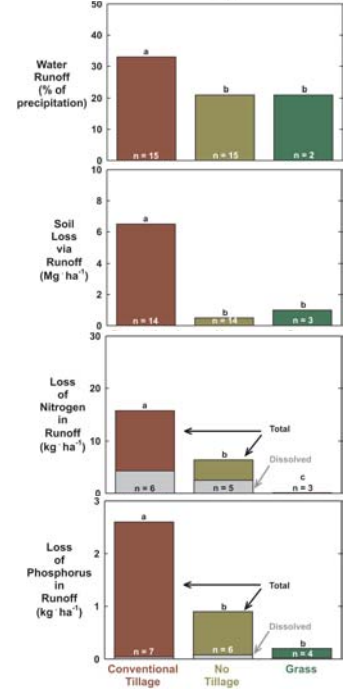 Water
Runoff
(% of
precipitation)
50
40
30
20
10
0
a
b
b
n = 15
n = 15
n = 2
Soil
Loss
via
Runoff
(Mg·ha-1)
10
8
6
4
2
0
a
b
b
n = 14
n = 14
n = 3
Loss
of
Nitrogen
in
Runoff
(kg·ha-1)
30
20
10
0
a
b
c
Total
Dissolved
n = 6
n = 5
n = 3
Loss
of
Phosphorus
in
Runoff
(kg·ha-1)
3
2
1
0
a
b
b
Total
Dissolved
n = 7
n = 6
n = 4
Conventional
Tillage
No
Tillage
Grass